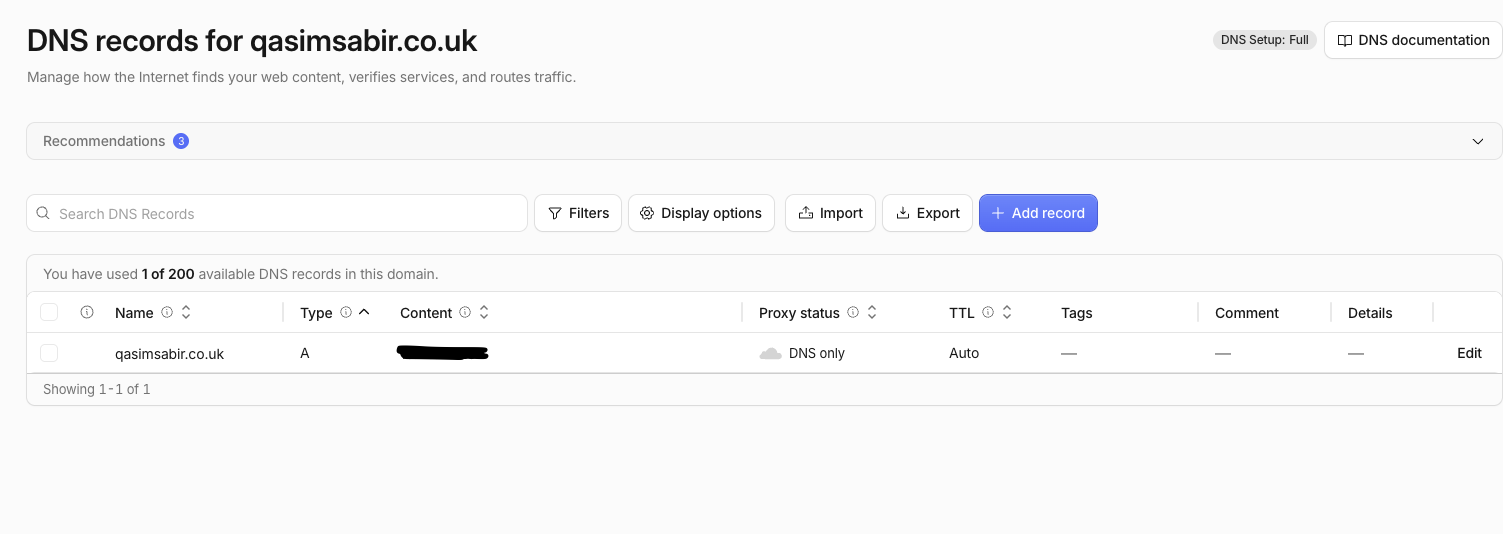 DNS records for qasimsabir.co.uk
DNS Setup: Full
DNS documentation
Manage how the Internet finds your web content, verifies services, and routes traffic.
Recommendations 3
Search DNS Records
Filters
Display options
Import
Export
Add record
You have used 1 of 200 available DNS records in this domain.
Name Type Content Proxy status TTL Tags Comment Details
qasimsabir.co.uk A DNS only Auto — — — Edit
Showing 1-1 of 1